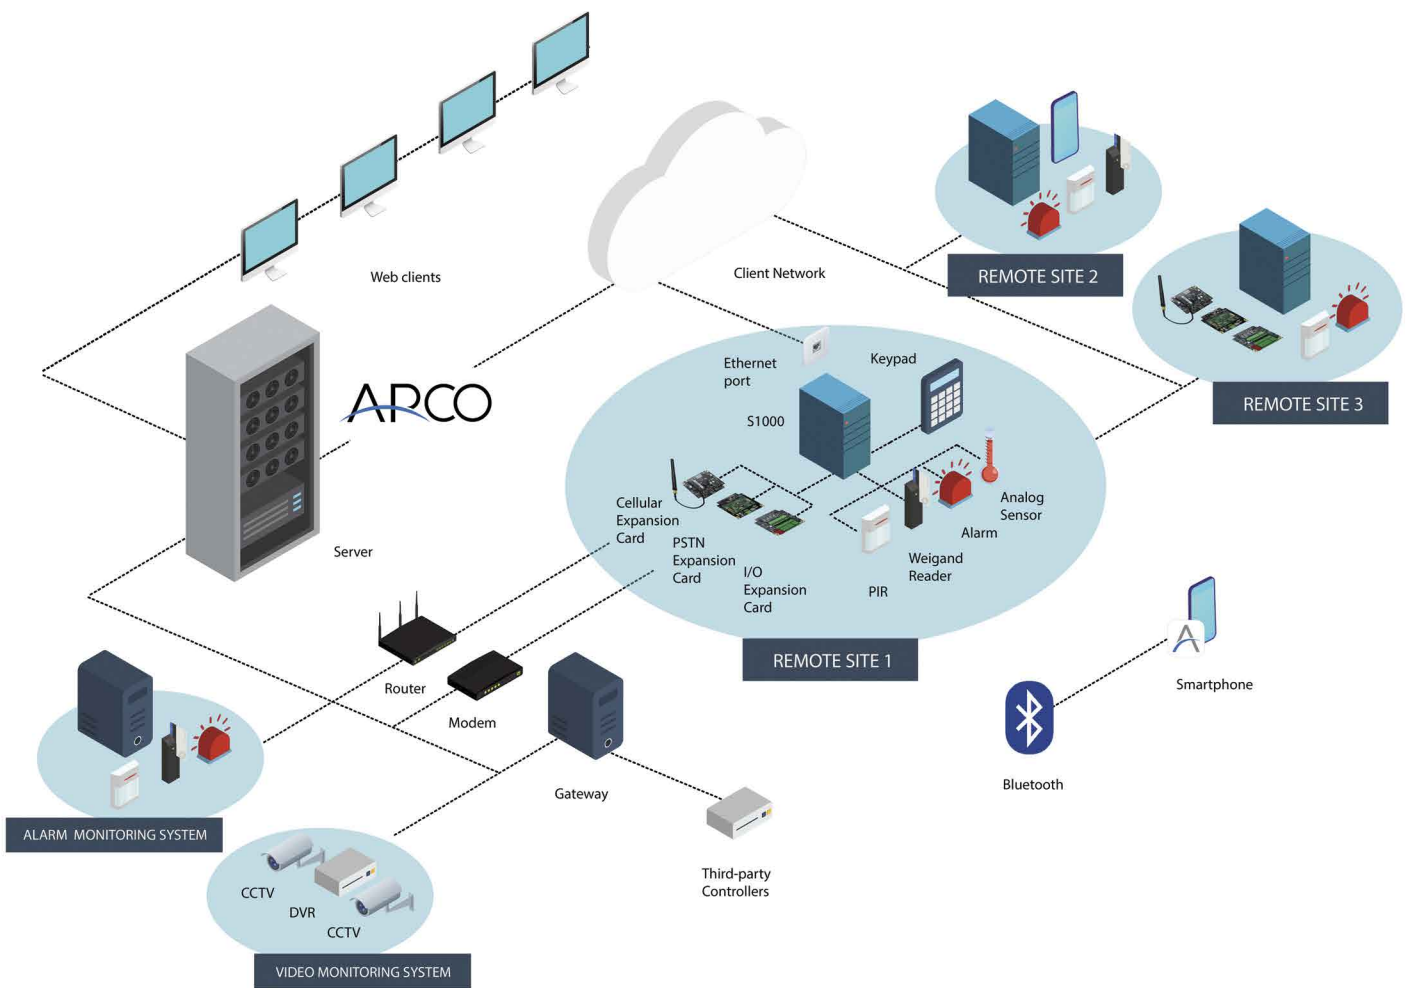 Web clients
Client Network
REMOTE SITE 2
REMOTE SITE 3
ARCO
Server
Ethernet
port
Keypad
S1000
Cellular
Expansion
Card
PSTN
Expansion
Card
I/O
Expansion
Card
PIR
Weigand
Reader
Alarm
Analog
Sensor
REMOTE SITE 1
Router
Modem
Gateway
Third-party
Controllers
Smartphone
Bluetooth
ALARM MONITORING SYSTEM
CCTV
DVR
CCTV
VIDEO MONITORING SYSTEM